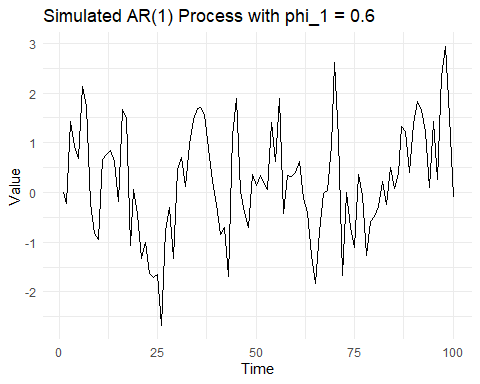 Simulated AR(1) Process with phi_1 = 0.6
3
2
1
0
-1
-2
Value
0 25 50 75 100
Time